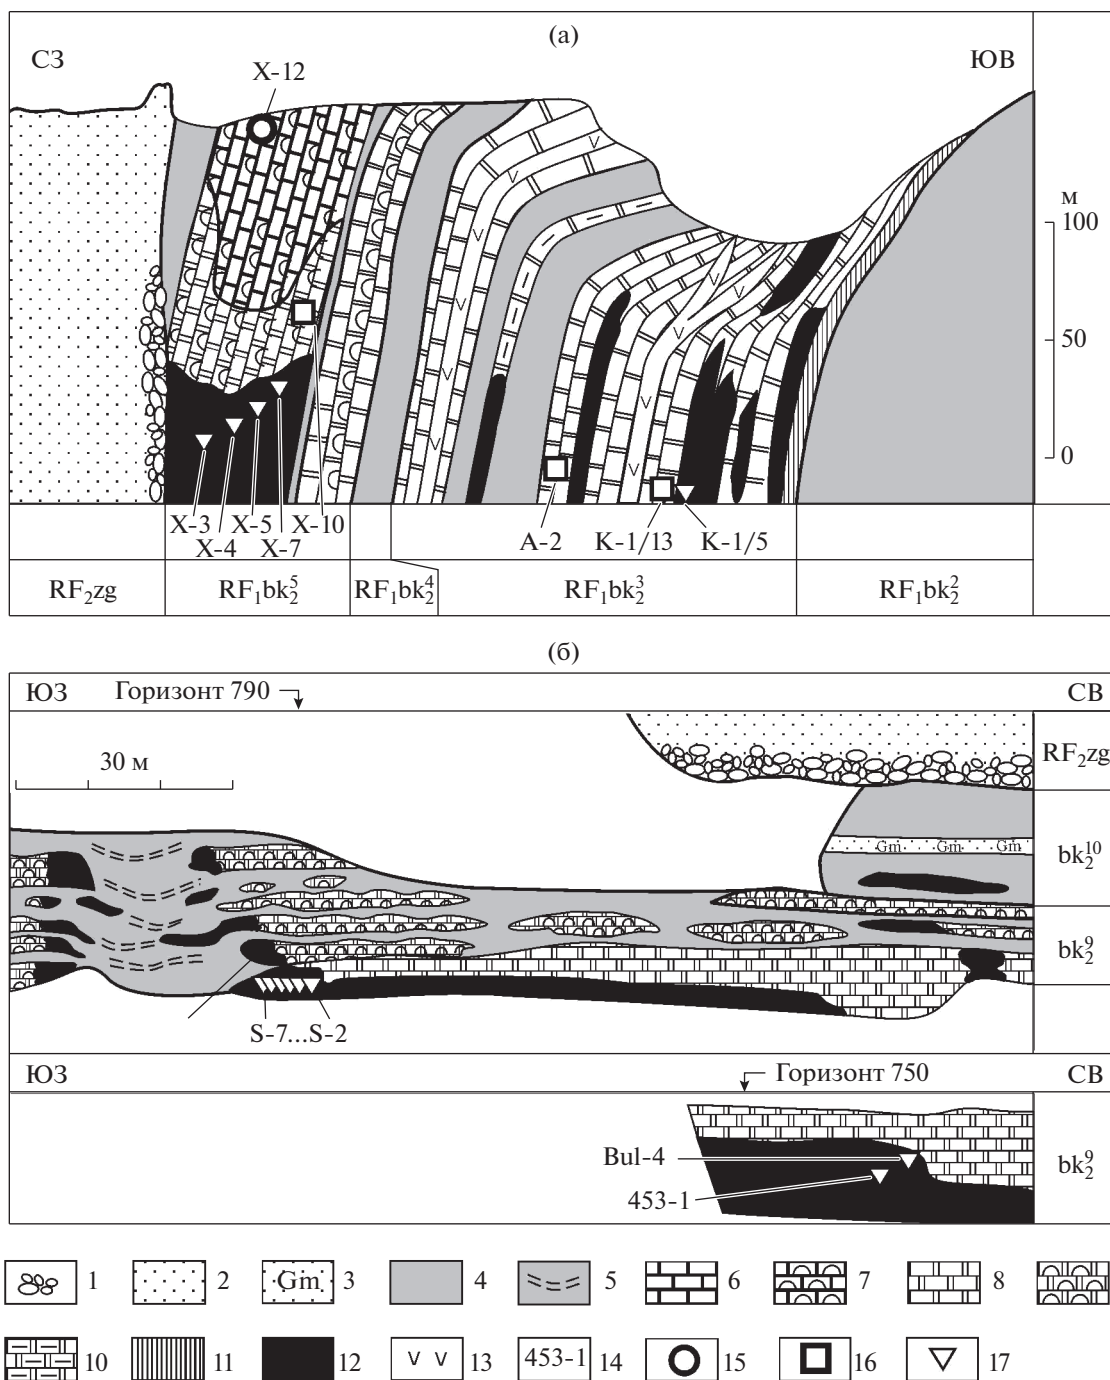 (а)
СЗ
ЮВ
X-12
м
100
50
0
X-3 X-5 X-10
X-4 X-7
A-2 K-1/13 K-1/5
RF₂zg RF₁bk₂⁵ RF₁bk₂⁴ RF₁bk₂³ RF₁bk₂²
(б)
ЮЗ Горизонт 790 СВ
30 м
RF₂zg
Gm Gm Gm
bk₂¹⁰
bk₂⁹
S-7...S-2
ЮЗ Горизонт 750 СВ
Bul-4
453-1
bk₂⁹
1 2 Gm 3 4 5 6 7 8
10 11 12 v v 13 453-1 14 15 16 17